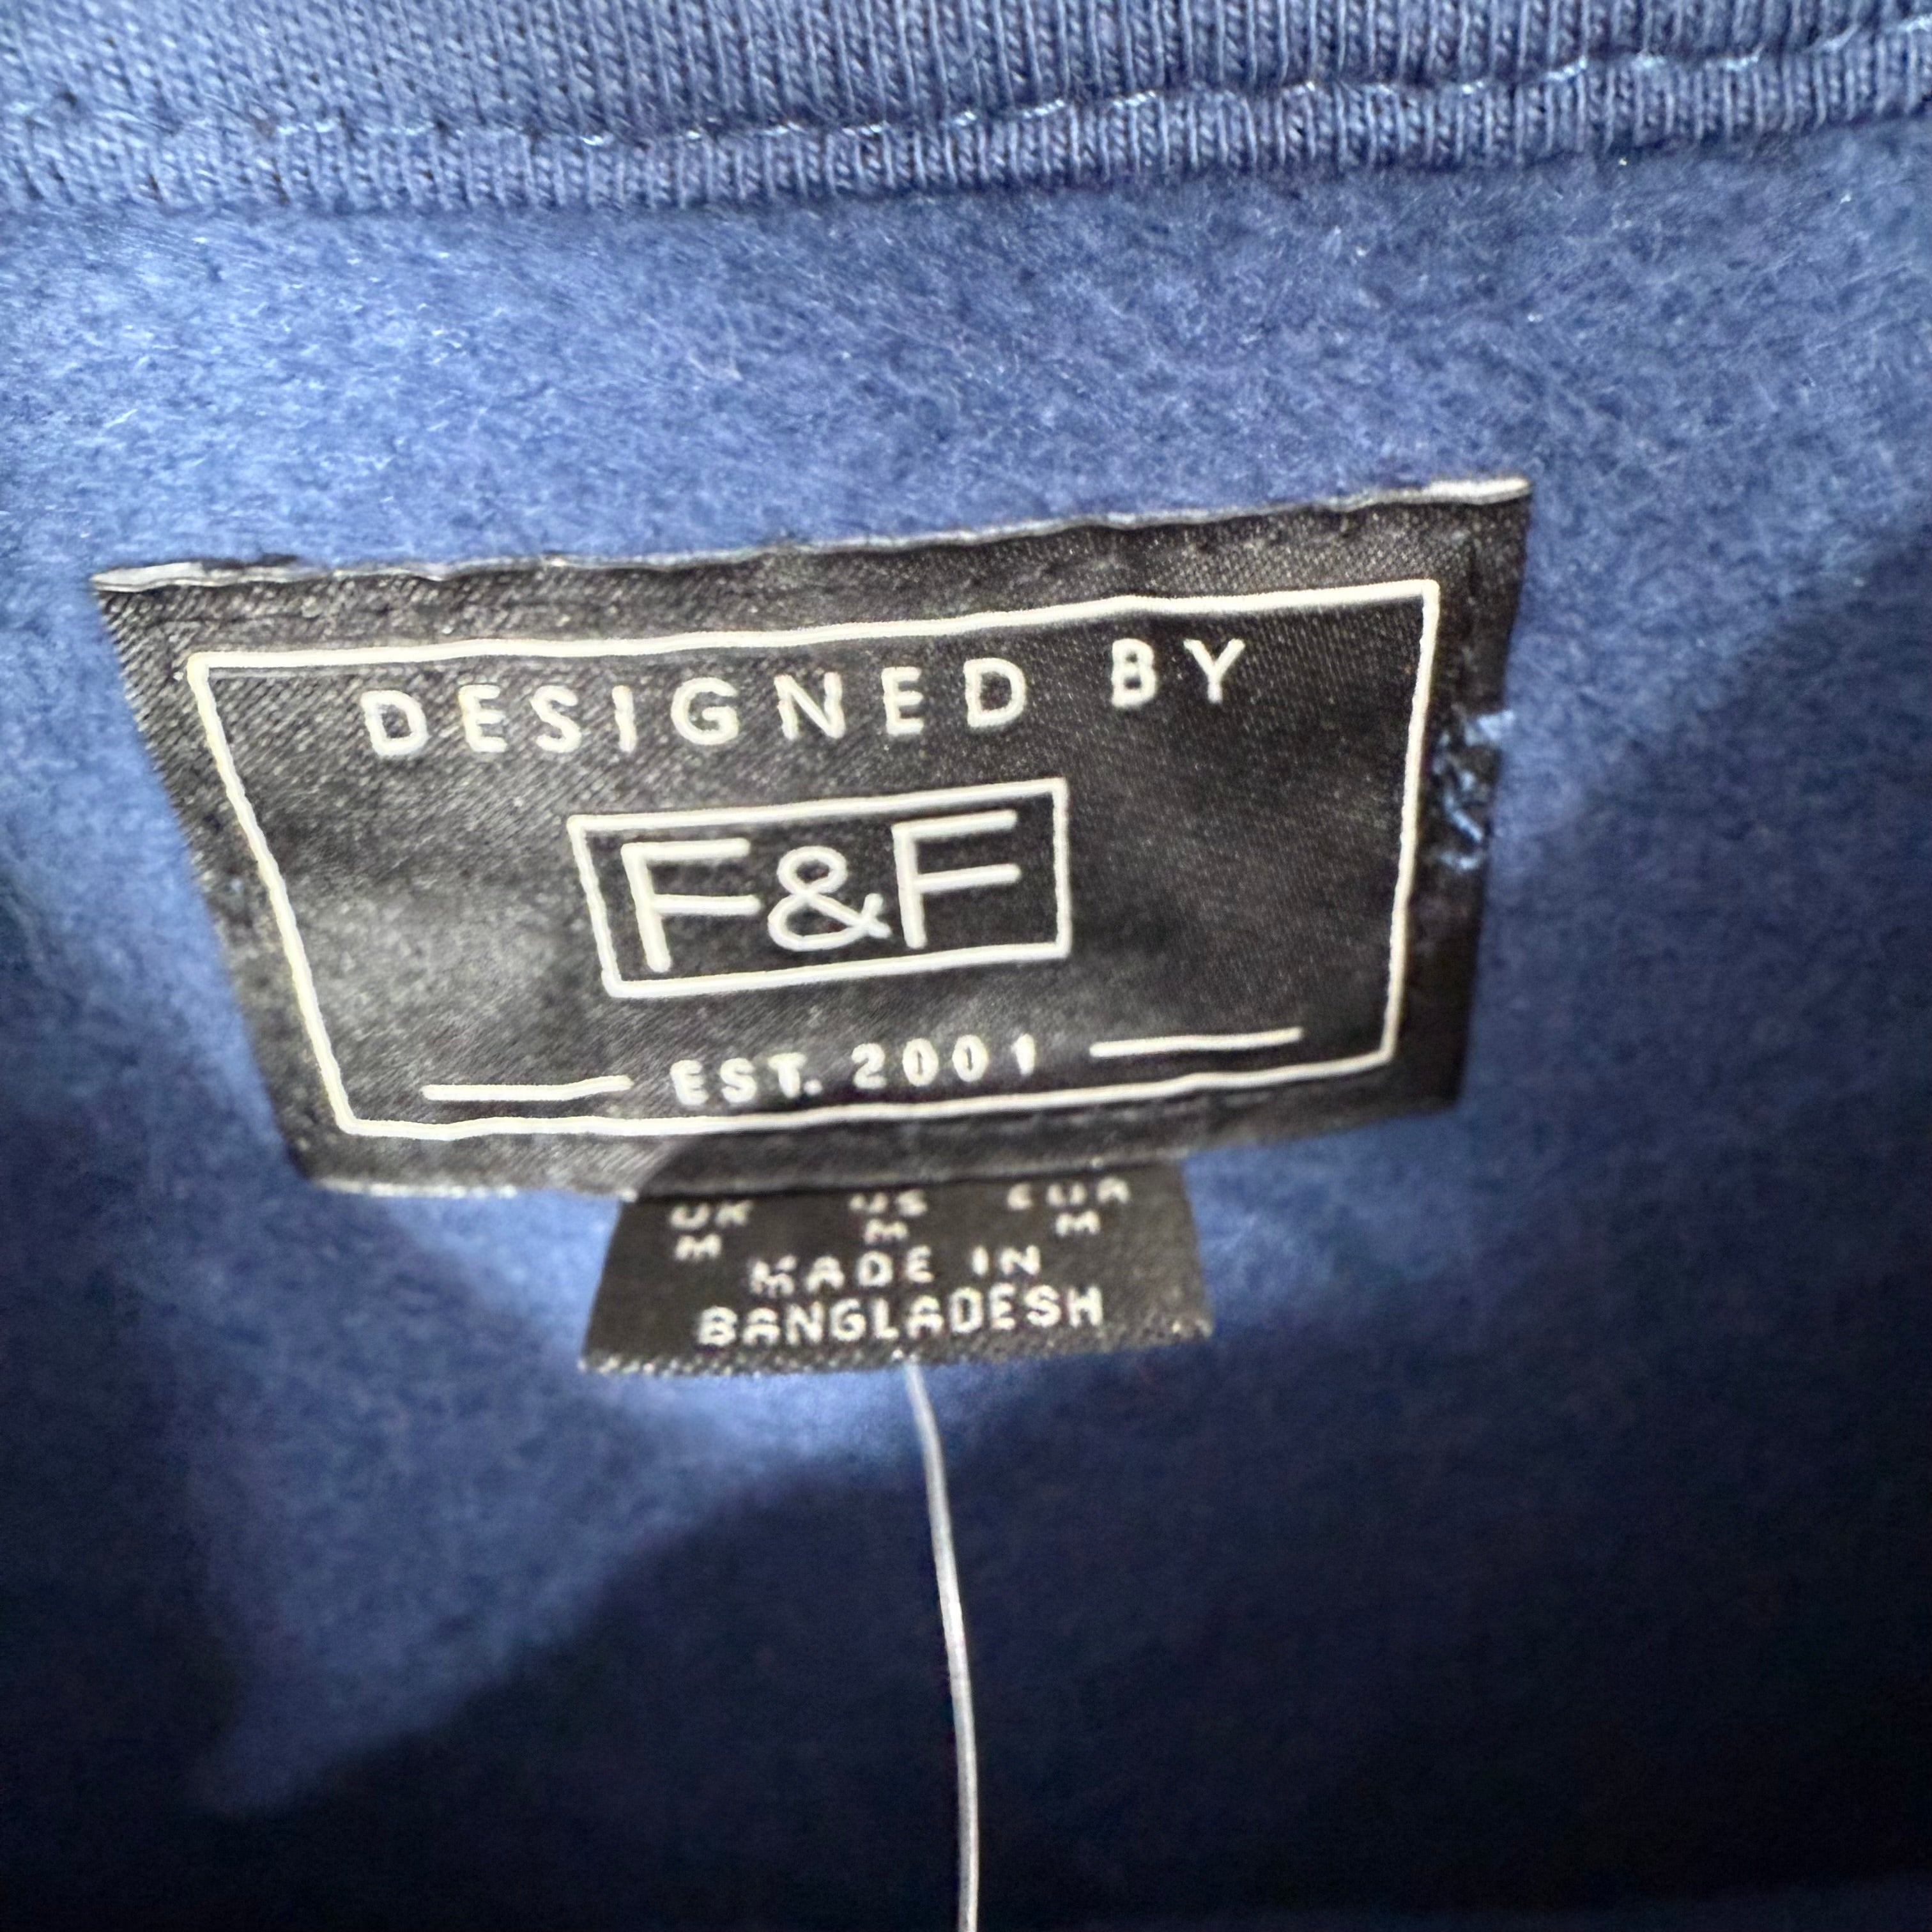 DESIGNED BY
F&F
EST. 2001
UK US EUR
M M M
MADE IN
BANGLADESH